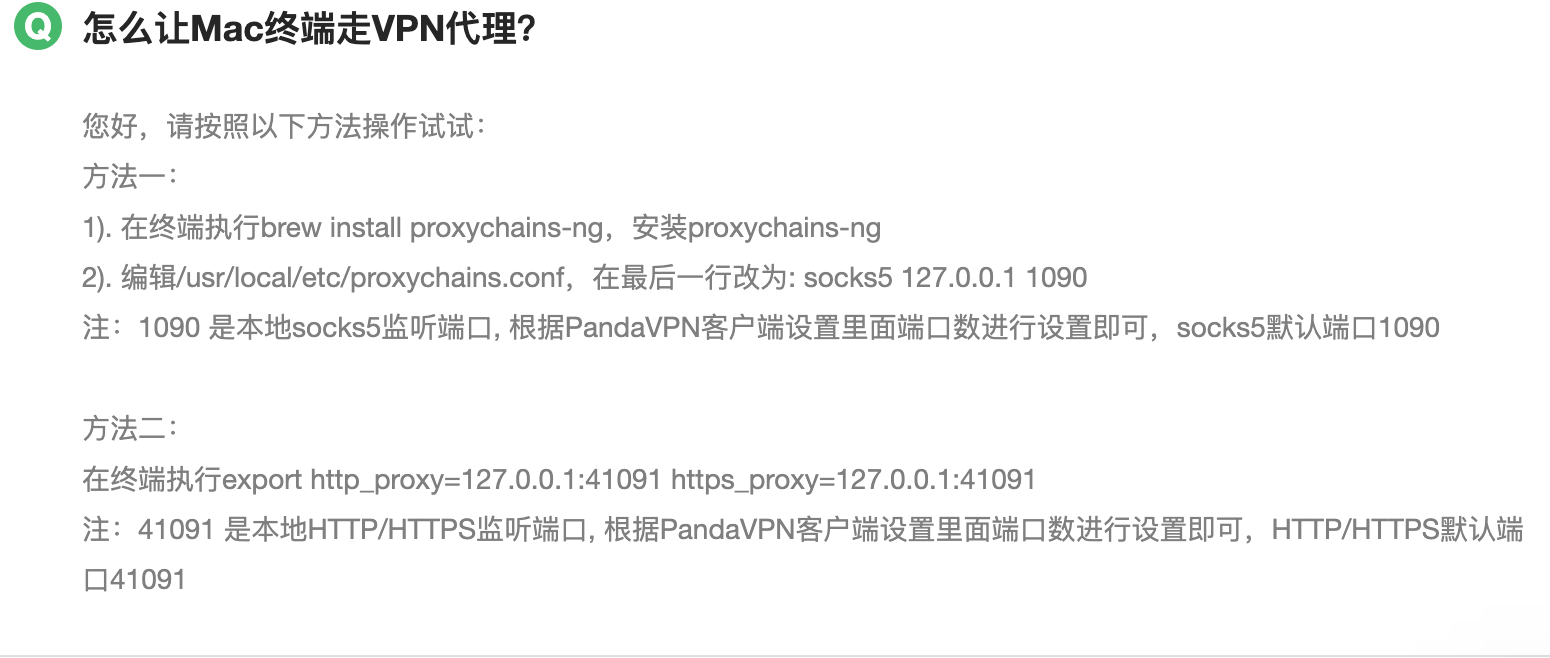 Q 怎么让Mac终端走VPN代理?
您好，请按照以下方法操作试试：
方法一：
1). 在终端执行brew install proxychains-ng，安装proxychains-ng
2). 编辑/usr/local/etc/proxychains.conf，在最后一行改为: socks5 127.0.0.1 1090
注：1090 是本地socks5监听端口, 根据PandaVPN客户端设置里面端口数进行设置即可，socks5默认端口1090
方法二：
在终端执行export http_proxy=127.0.0.1:41091 https_proxy=127.0.0.1:41091
注：41091 是本地HTTP/HTTPS监听端口, 根据PandaVPN客户端设置里面端口数进行设置即可，HTTP/HTTPS默认端
口41091